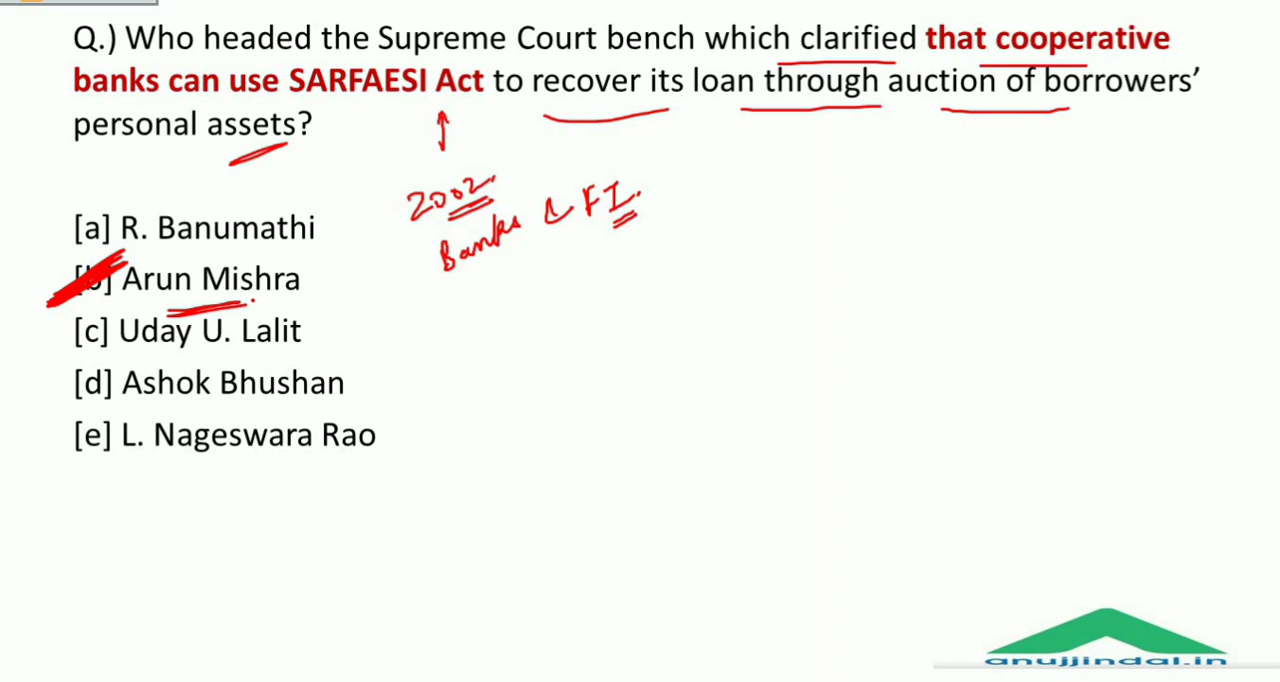 Q.) Who headed the Supreme Court bench which clarified that cooperative
banks can use SARFAESI Act to recover its loan through auction of borrowers’
personal assets?
2002.
Banks & FI.
[a] R. Banumathi
[b] Arun Mishra
[c] Uday U. Lalit
[d] Ashok Bhushan
[e] L. Nageswara Rao
anujjindal.in